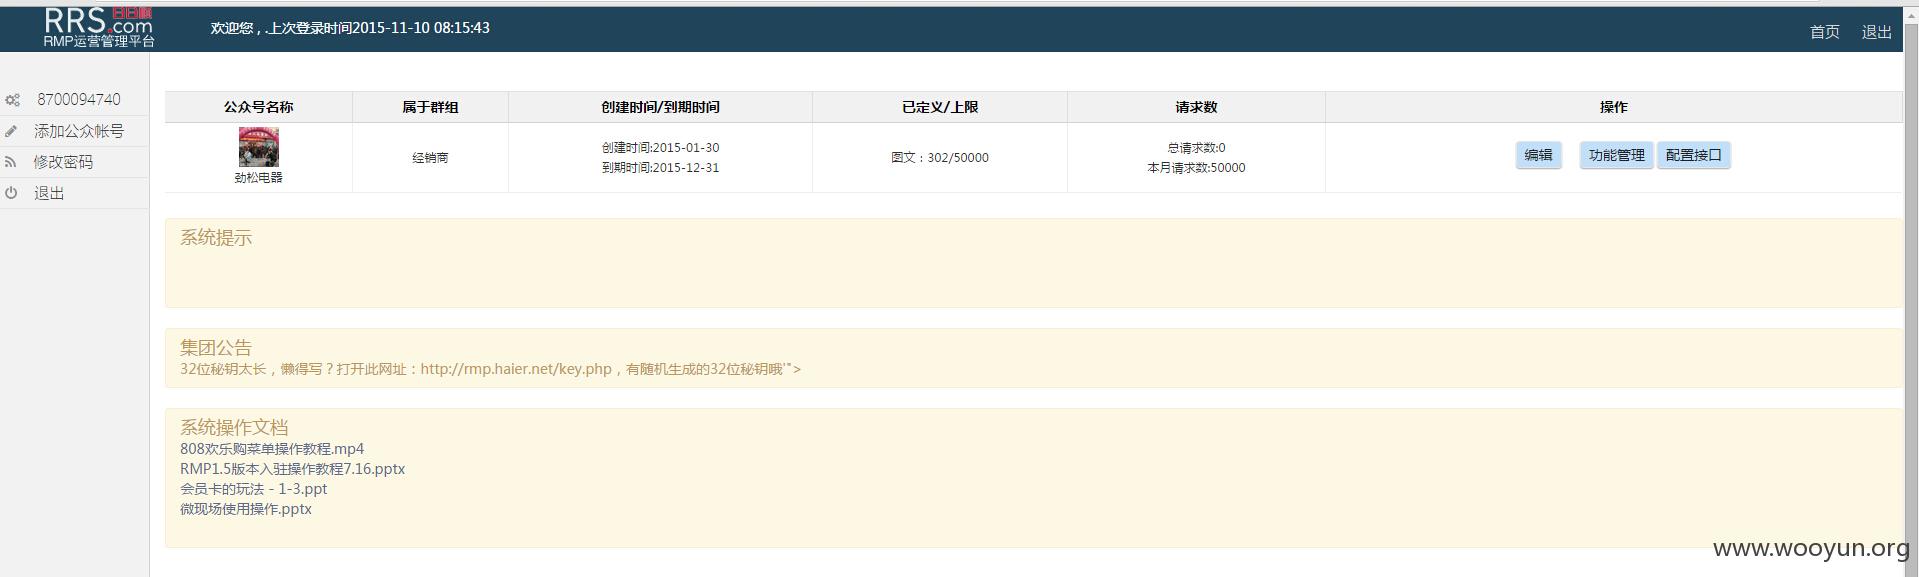 RRS.com 日日顺
RMP运营管理平台
欢迎您，.上次登录时间2015-11-10 08:15:43
首页 退出
8700094740
添加公众帐号
修改密码
退出
公众号名称 属于群组 创建时间/到期时间 已定义/上限 请求数 操作
劲松电器
经销商
创建时间:2015-01-30
到期时间:2015-12-31
图文：302/50000
总请求数:0
本月请求数:50000
编辑 功能管理 配置接口
系统提示
集团公告
32位秘钥太长，懒得写？打开此网址：http://rmp.haier.net/key.php，有随机生成的32位秘钥哦'">
系统操作文档
808欢乐购菜单操作教程.mp4
RMP1.5版本入驻操作教程7.16.pptx
会员卡的玩法 - 1-3.ppt
微现场使用操作.pptx
www.wooyun.org